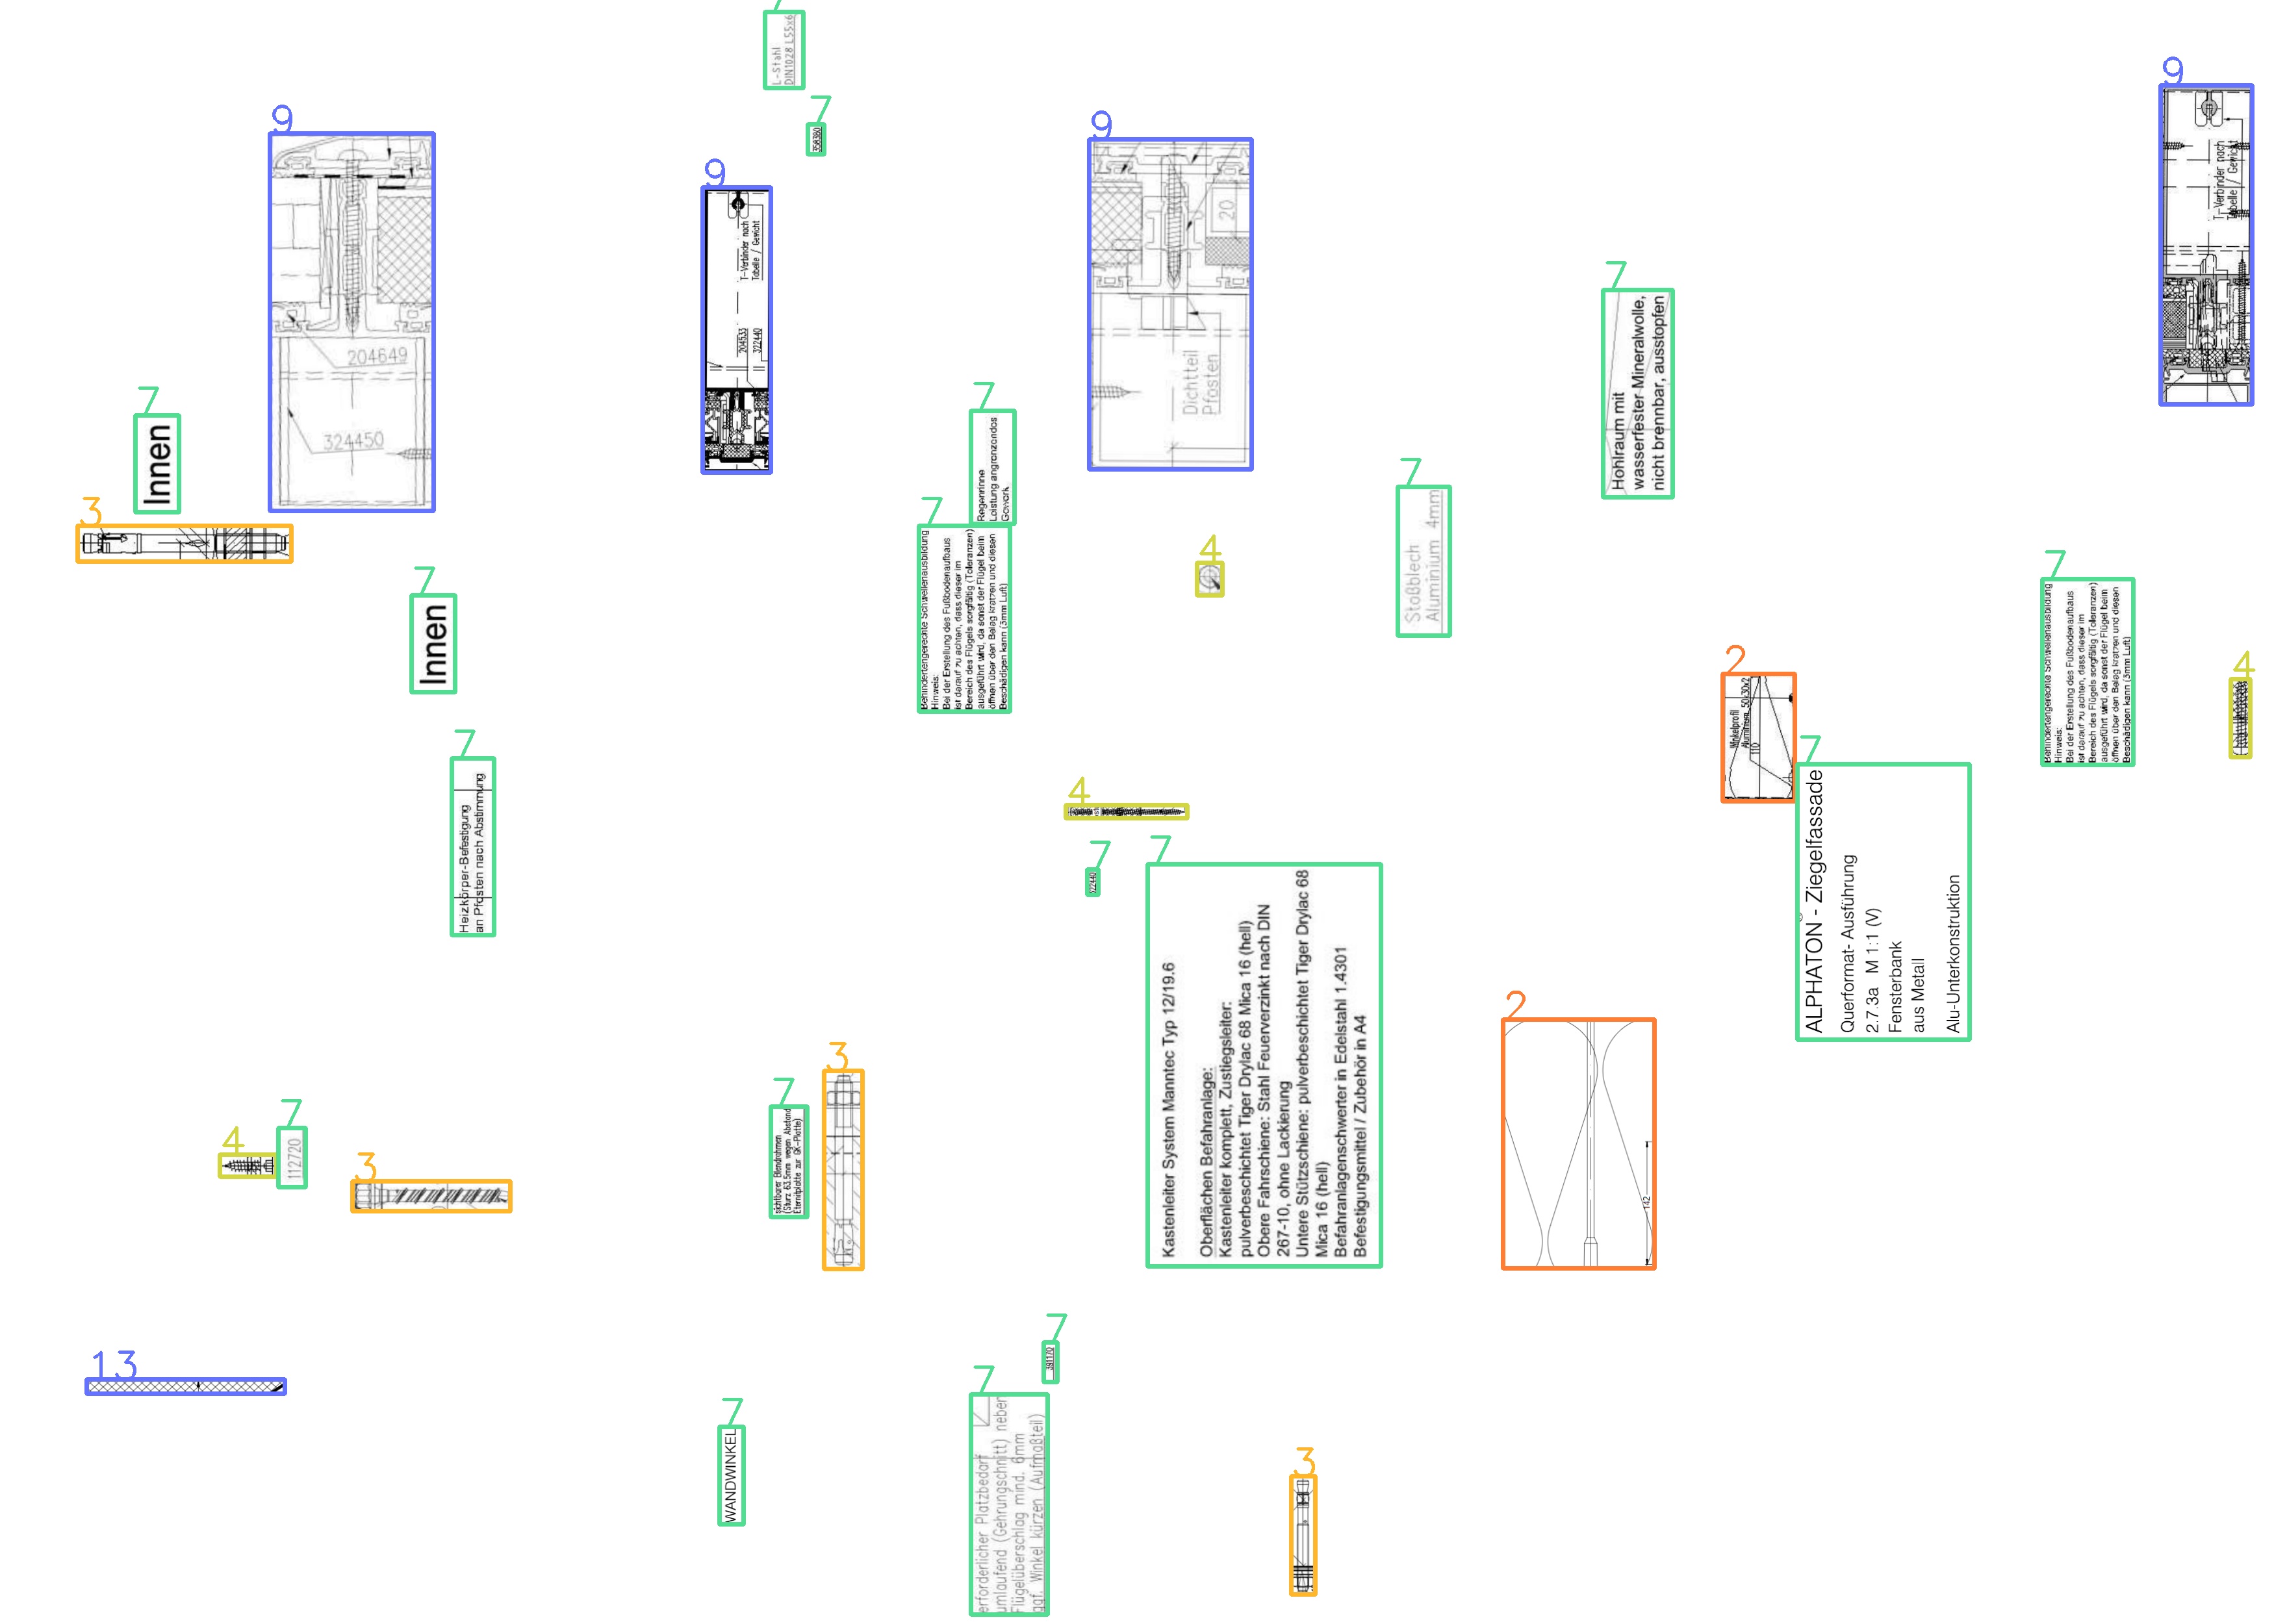 7
L-Stahl
DIN1028 L55x6
7
358380
9
204649
324450
9
T-Verbinder nach
Tabelle / Gewicht
204533
322440
9
20
Dichtteil
Pfosten
9
T-Verbinder nach
Tabelle / Gewicht
7
Hohlraum mit
wasserfester Mineralwolle,
nicht brennbar, ausstopfen
7
Innen
3
7
Innen
7
Regenrinne
Leistung angrenzendes
Gewerk
7
Behindertengerechte Schwellenausbildung
Hinweis:
Bei der Erstellung des Fußbodenaufbaus
ist darauf zu achten, dass dieser im
Bereich des Flügels sorgfältig (Toleranzen)
ausgeführt wird, da sonst der Flügel beim
öffnen über den Belag kratzen und diesen
Beschädigen kann (3mm Luft)
4
7
Stoßblech
Aluminium 4mm
7
Behindertengerechte Schwellenausbildung
Hinweis:
Bei der Erstellung des Fußbodenaufbaus
ist darauf zu achten, dass dieser im
Bereich des Flügels sorgfältig (Toleranzen)
ausgeführt wird, da sonst der Flügel beim
öffnen über den Belag kratzen und diesen
Beschädigen kann (3mm Luft)
4
2
Winkelprofil
Aluminium 50x30x2
110
7
ALPHATON - Ziegelfassade
Querformat- Ausführung
2.7.3a M 1:1 (V)
Fensterbank
aus Metall
Alu-Unterkonstruktion
7
Heizkörper-Befestigung
an Pfosten nach Abstimmung
4
7
322440
7
Kastenleiter System Manntec Typ 12/19.6
Oberflächen Befahranlage:
Kastenleiter komplett, Zustiegsleiter:
pulverbeschichtet Tiger Drylac 68 Mica 16 (hell)
Obere Fahrschiene: Stahl Feuerverzinkt nach DIN
267-10, ohne Lackierung
Untere Stützschiene: pulverbeschichtet Tiger Drylac 68
Mica 16 (hell)
Befahranlagenschwerter in Edelstahl 1.4301
Befestigungsmittel / Zubehör in A4
2
142
4
7
112720
3
7
sichtbarer Blendrahmen
(Sturz 63.5mm wegen Abstand
Eternitplatte zur GK-Platte)
3
13
7
WANDWINKEL
7
391170
7
erforderlicher Platzbedarf
umlaufend (Gehrungschnitt) neben
Flügelüberschlag mind. 6mm
ggf. Winkel kürzen (Aufmaßteil)
3